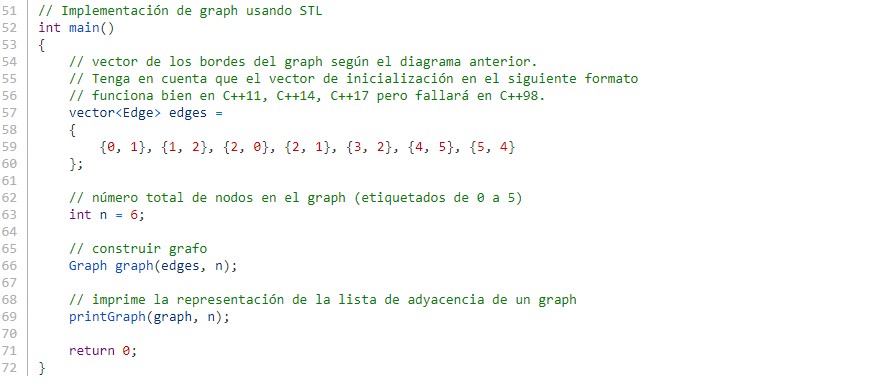 51 // Implementación de graph usando STL
52 int main()
53 {
54 // vector de los bordes del graph según el diagrama anterior.
55 // Tenga en cuenta que el vector de inicialización en el siguiente formato
56 // funciona bien en C++11, C++14, C++17 pero fallará en C++98.
57 vector<Edge> edges =
58 {
59 {0, 1}, {1, 2}, {2, 0}, {2, 1}, {3, 2}, {4, 5}, {5, 4}
60 };
61
62 // número total de nodos en el graph (etiquetados de 0 a 5)
63 int n = 6;
64
65 // construir grafo
66 Graph graph(edges, n);
67
68 // imprime la representación de la lista de adyacencia de un graph
69 printGraph(graph, n);
70
71 return 0;
72 }